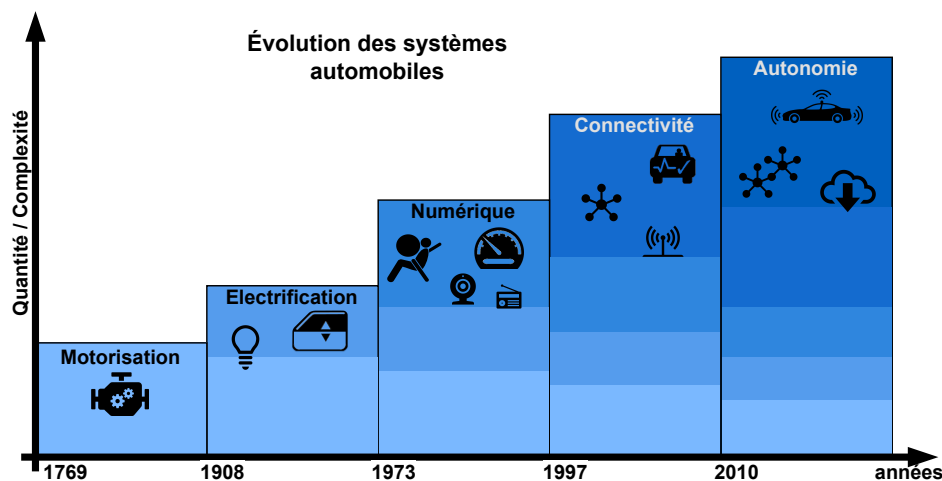 Évolution des systèmes
automobiles
Quantité / Complexité
Motorisation
Electrification
Numérique
Connectivité
Autonomie
1769
1908
1973
1997
2010
années